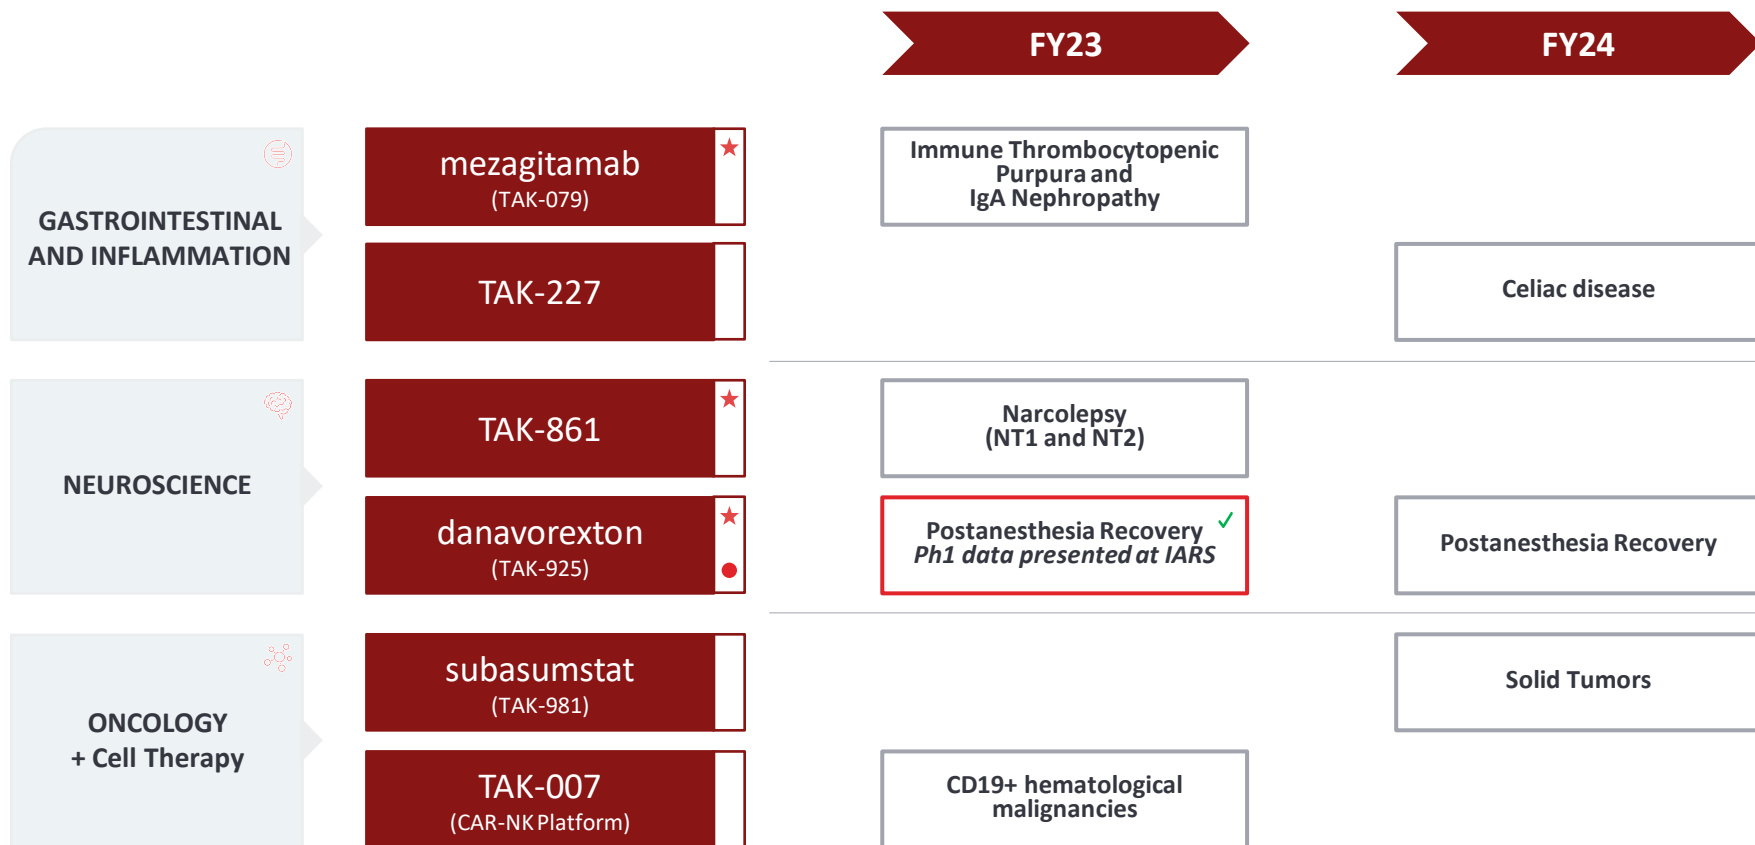 FY23
FY24
GASTROINTESTINAL
AND INFLAMMATION
mezagitamab
(TAK-079)
Immune Thrombocytopenic
Purpura and
IgA Nephropathy
TAK-227
Celiac disease
NEUROSCIENCE
TAK-861
Narcolepsy
(NT1 and NT2)
danavorexton
(TAK-925)
Postanesthesia Recovery
Ph1 data presented at IARS
Postanesthesia Recovery
ONCOLOGY
+ Cell Therapy
subasumstat
(TAK-981)
Solid Tumors
TAK-007
(CAR-NK Platform)
CD19+ hematological
malignancies